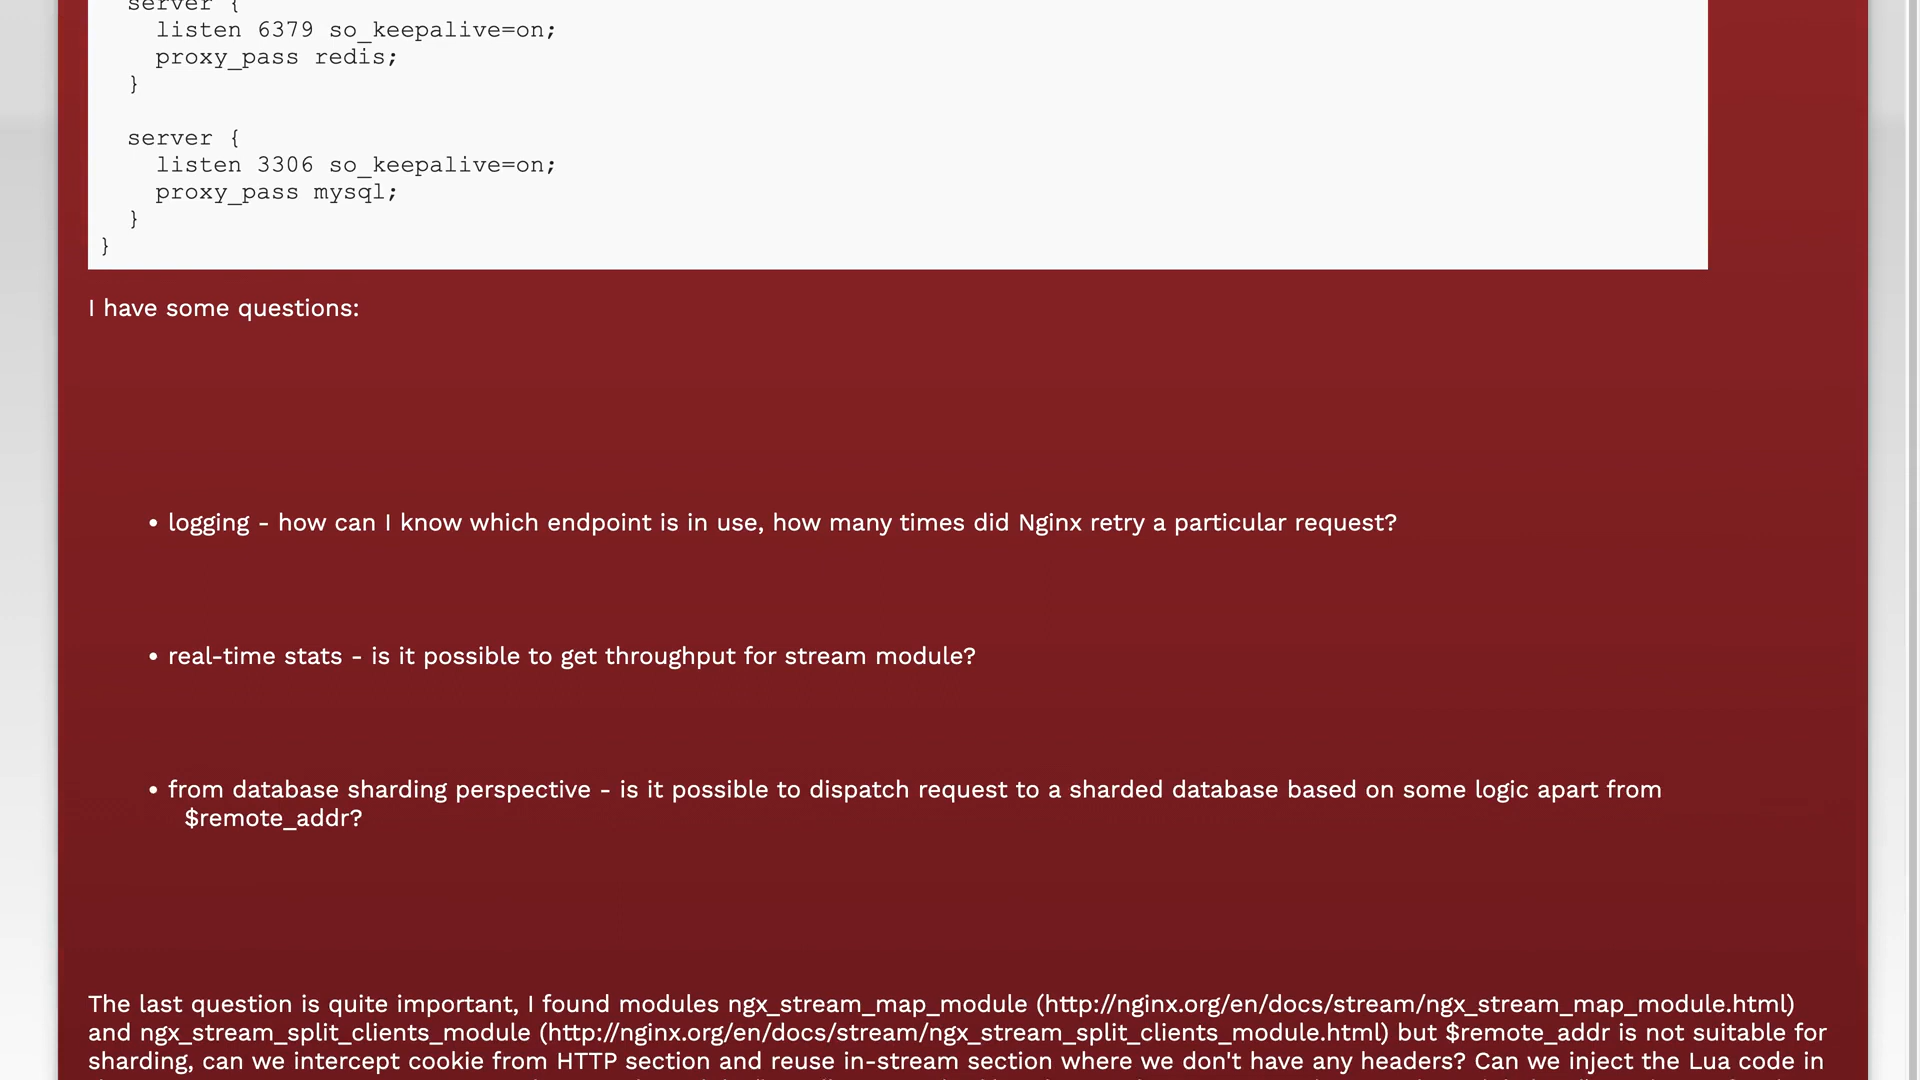 server {
listen 6379 so_keepalive=on;
proxy_pass redis;
}
server {
listen 3306 so_keepalive=on;
proxy_pass mysql;
}
}
I have some questions:
• logging - how can I know which endpoint is in use, how many times did Nginx retry a particular request?
• real-time stats - is it possible to get throughput for stream module?
• from database sharding perspective - is it possible to dispatch request to a sharded database based on some logic apart from
$remote_addr?
The last question is quite important, I found modules ngx_stream_map_module (http://nginx.org/en/docs/stream/ngx_stream_map_module.html)
and ngx_stream_split_clients_module (http://nginx.org/en/docs/stream/ngx_stream_split_clients_module.html) but $remote_addr is not suitable for
sharding, can we intercept cookie from HTTP section and reuse in-stream section where we don't have any headers? Can we inject the Lua code in